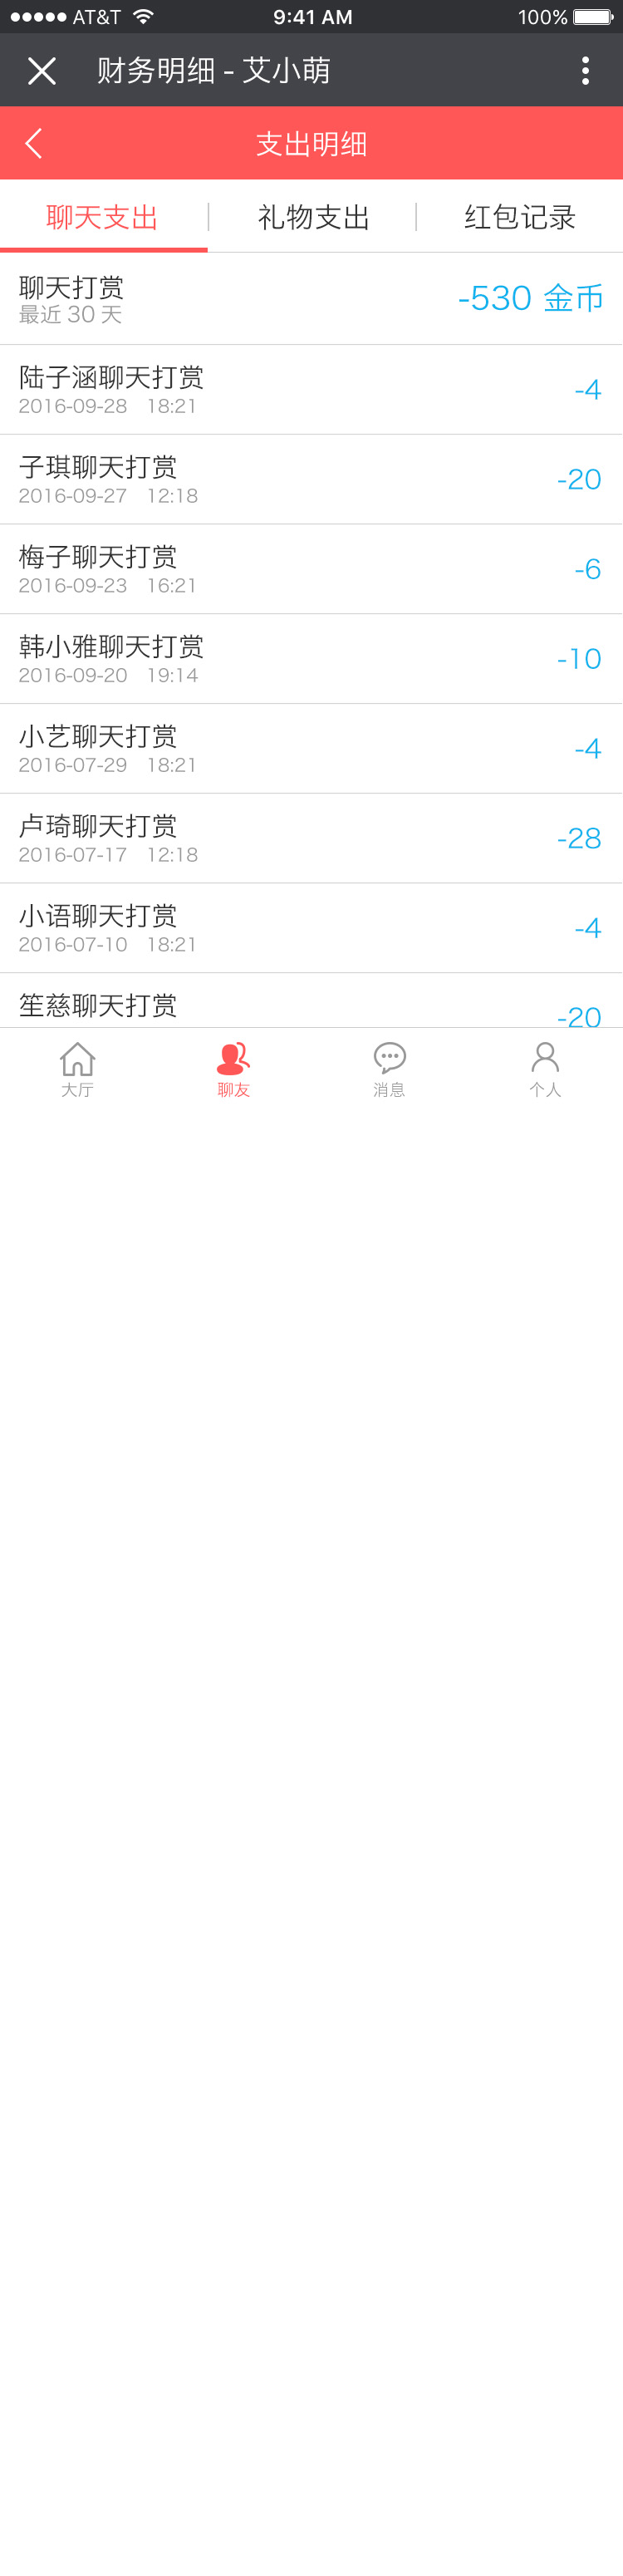 AT&T 9:41 AM 100%
财务明细 - 艾小萌
支出明细
聊天支出 礼物支出 红包记录
聊天打赏
最近 30 天
-530 金币
陆子涵聊天打赏
2016-09-28 18:21
-4
子琪聊天打赏
2016-09-27 12:18
-20
梅子聊天打赏
2016-09-23 16:21
-6
韩小雅聊天打赏
2016-09-20 19:14
-10
小艺聊天打赏
2016-07-29 18:21
-4
卢琦聊天打赏
2016-07-17 12:18
-28
小语聊天打赏
2016-07-10 18:21
-4
笙慈聊天打赏
-20
大厅 聊友 消息 个人